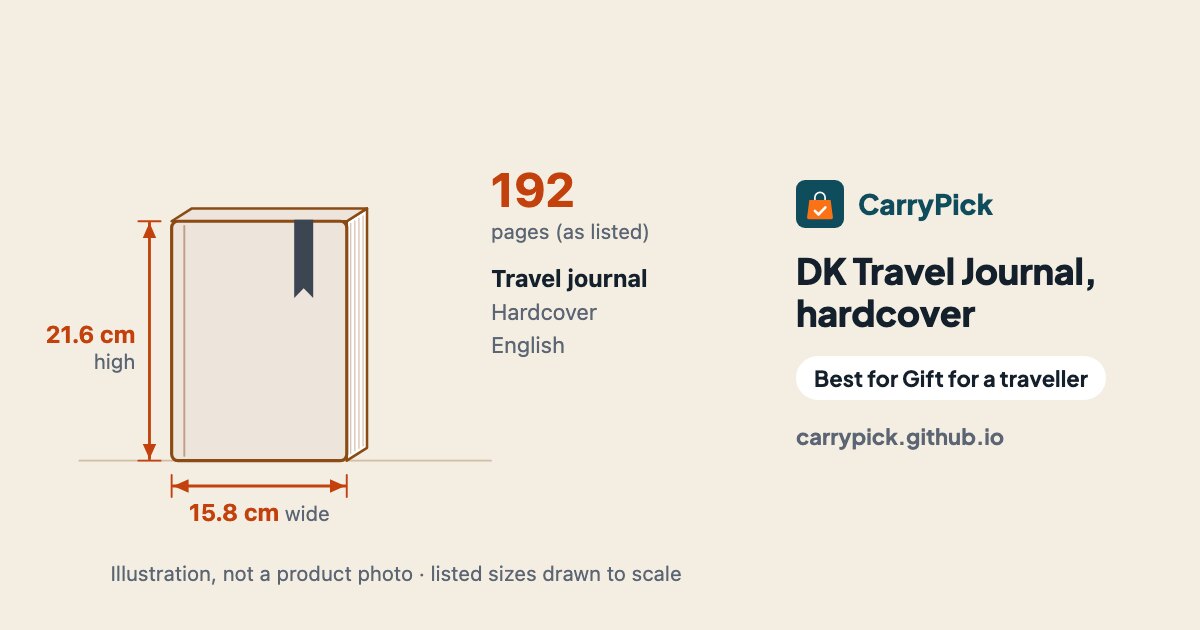 21.6 cm
high
15.8 cm wide
192
pages (as listed)
Travel journal
Hardcover
English
CarryPick
DK Travel Journal,
hardcover
Best for Gift for a traveller
carrypick.github.io
Illustration, not a product photo · listed sizes drawn to scale